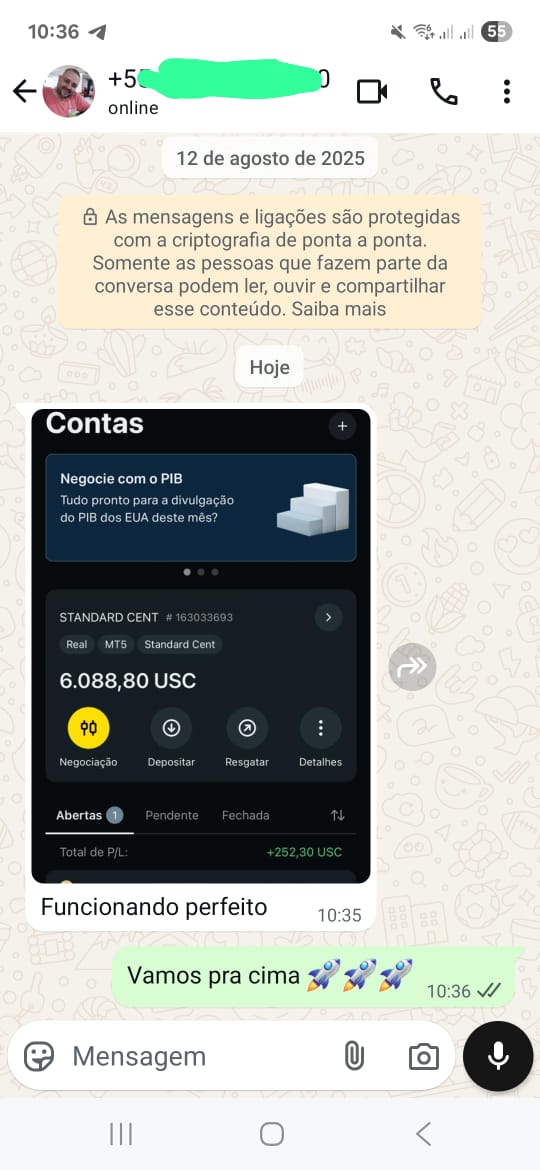 10:36
55
+55 0
online
12 de agosto de 2025
As mensagens e ligações são protegidas
com a criptografia de ponta a ponta.
Somente as pessoas que fazem parte da
conversa podem ler, ouvir e compartilhar
esse conteúdo. Saiba mais
Hoje
Contas
+
Negocie com o PIB
Tudo pronto para a divulgação
do PIB dos EUA deste mês?
STANDARD CENT # 163033693
Real MT5 Standard Cent
6.088,80 USC
Negociação Depositar Resgatar Detalhes
Abertas 1 Pendente Fechada
Total de P/L: +252,30 USC
Funcionando perfeito
10:35
Vamos pra cima 🚀🚀🚀
10:36
Mensagem